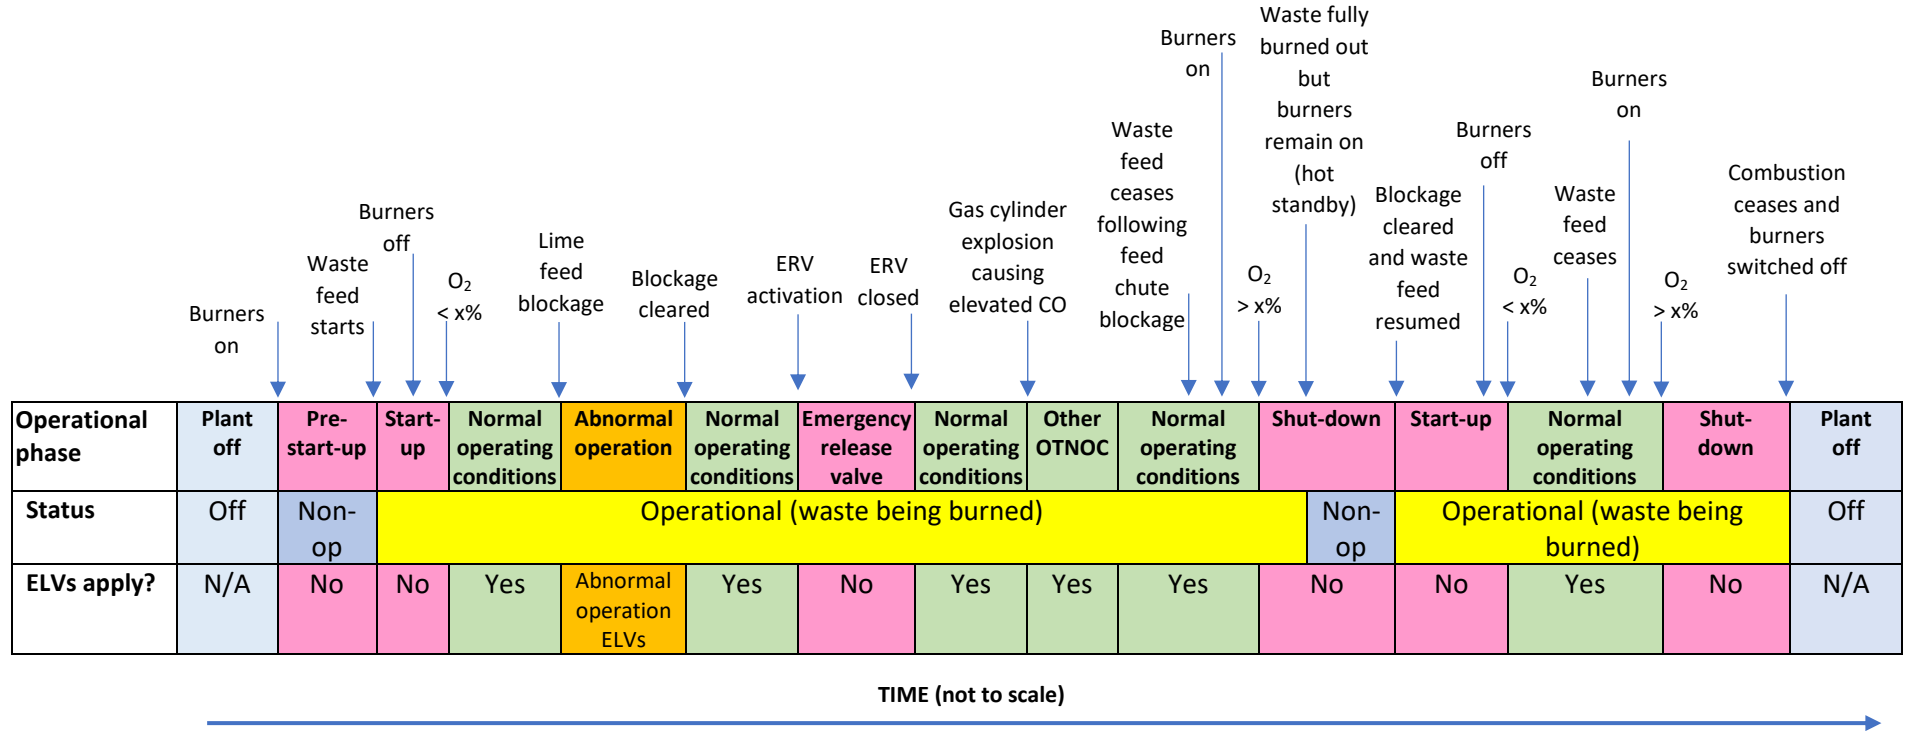 Burners
on
Waste
feed
starts
Burners
off
O₂
< x%
Lime
feed
blockage
Blockage
cleared
ERV
activation
ERV
closed
Gas cylinder
explosion
causing
elevated CO
Waste
feed
ceases
following
feed
chute
blockage
Burners
on
O₂
> x%
Waste fully
burned out
but
burners
remain on
(hot
standby)
Blockage
cleared
and waste
feed
resumed
Burners
off
O₂
< x%
Waste
feed
ceases
Burners
on
O₂
> x%
Combustion
ceases and
burners
switched off
Operational
phase
Plant
off
Pre-
start-up
Start-
up
Normal
operating
conditions
Abnormal
operation
Normal
operating
conditions
Emergency
release
valve
Normal
operating
conditions
Other
OTNOC
Normal
operating
conditions
Shut-down
Start-up
Normal
operating
conditions
Shut-
down
Plant
off
Status
Off
Non-
op
Operational (waste being burned)
Non-
op
Operational (waste being
burned)
Off
ELVs apply?
N/A
No
No
Yes
Abnormal
operation
ELVs
Yes
No
Yes
Yes
Yes
No
No
Yes
No
N/A
TIME (not to scale)